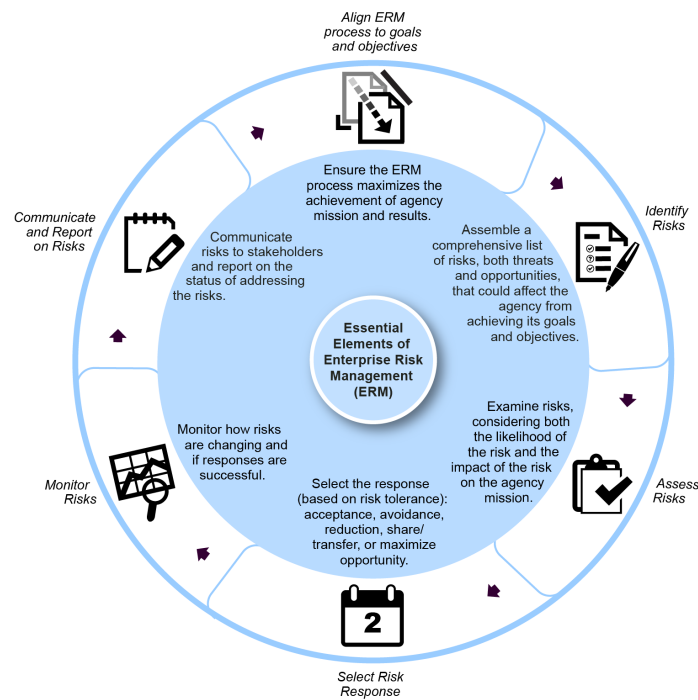 Align ERM
process to goals
and objectives
Ensure the ERM
process maximizes the
achievement of agency
mission and results.
Identify
Risks
Assemble a
comprehensive list
of risks, both threats
and opportunities,
that could affect the
agency from
achieving its goals
and objectives.
Assess
Risks
Examine risks,
considering both
the likelihood of
the risk and the
impact of the risk
on the agency
mission.
Select Risk
Response
2
Select the response
(based on risk tolerance):
acceptance, avoidance,
reduction, share/
transfer, or maximize
opportunity.
Monitor
Risks
Monitor how risks
are changing and
if responses are
successful.
Communicate
and Report
on Risks
Communicate
risks to stakeholders
and report on the
status of addressing
the risks.
Essential
Elements of
Enterprise Risk
Management
(ERM)